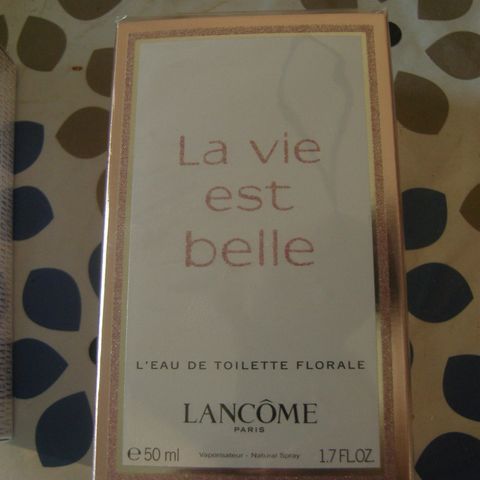 La vie
est
belle
L'EAU DE TOILETTE FLORALE
LANCÔME
PARIS
e 50 ml Vaporisateur - Natural Spray 1.7 FL.OZ.